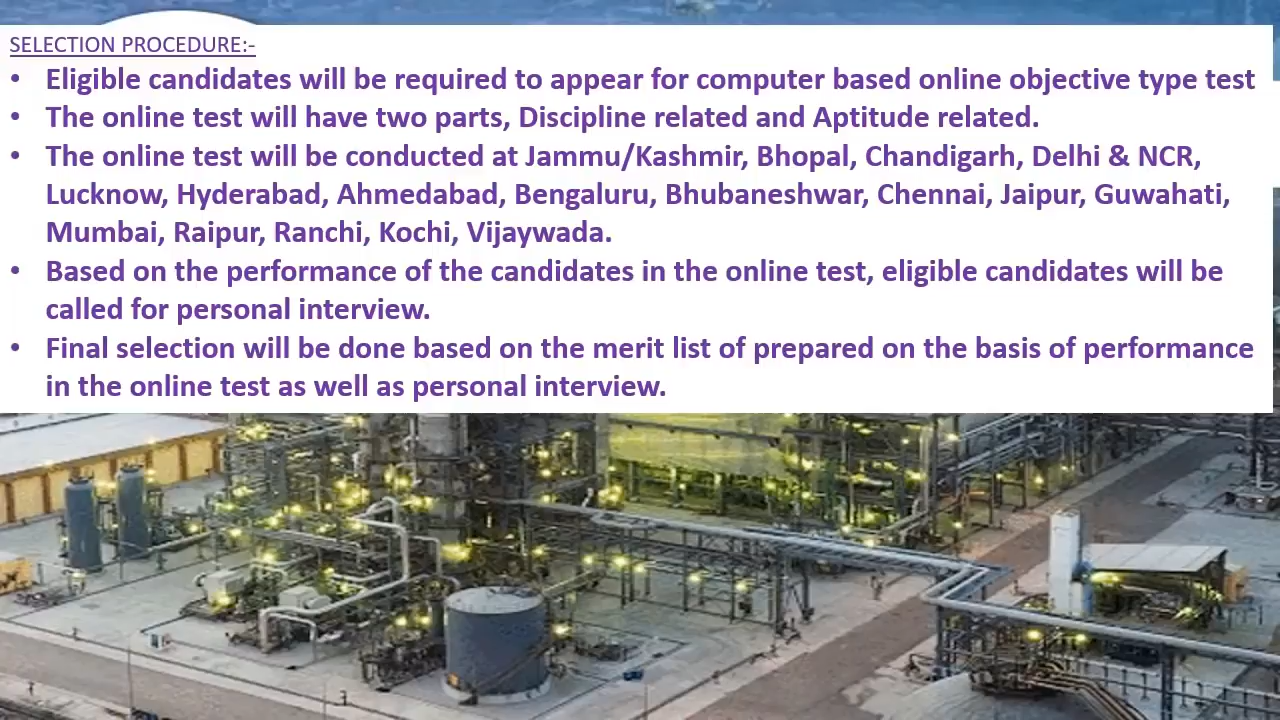 SELECTION PROCEDURE:-
• Eligible candidates will be required to appear for computer based online objective type test
• The online test will have two parts, Discipline related and Aptitude related.
• The online test will be conducted at Jammu/Kashmir, Bhopal, Chandigarh, Delhi & NCR,
Lucknow, Hyderabad, Ahmedabad, Bengaluru, Bhubaneshwar, Chennai, Jaipur, Guwahati,
Mumbai, Raipur, Ranchi, Kochi, Vijaywada.
• Based on the performance of the candidates in the online test, eligible candidates will be
called for personal interview.
• Final selection will be done based on the merit list of prepared on the basis of performance
in the online test as well as personal interview.